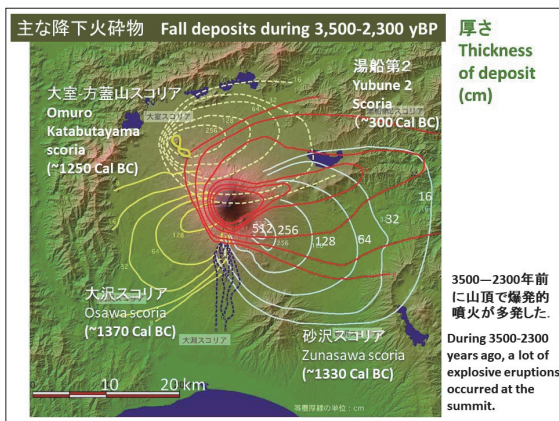 主な降下火砕物 Fall deposits during 3,500-2,300 yBP
厚さ
Thickness
of deposit
(cm)
大室·方蓋山スコリア
Omuro
Katabutayama
scoria
(~1250 Cal BC)
大室スコリア
湯船第2
Yubune 2
Scoria
(~300 Cal BC)
16
256
512
256
128
64
32
16
128
64
32
大沢スコリア
Osawa scoria
(~1370 Cal BC)
大淵スコリア
砂沢スコリア
Zunasawa scoria
(~1330 Cal BC)
10 20 km
等層厚線の単位:cm
3500—2300年前
に山頂で爆発的
噴火が多発した.
During 3500-2300
years ago, a lot of
explosive eruptions
occurred at the
summit.